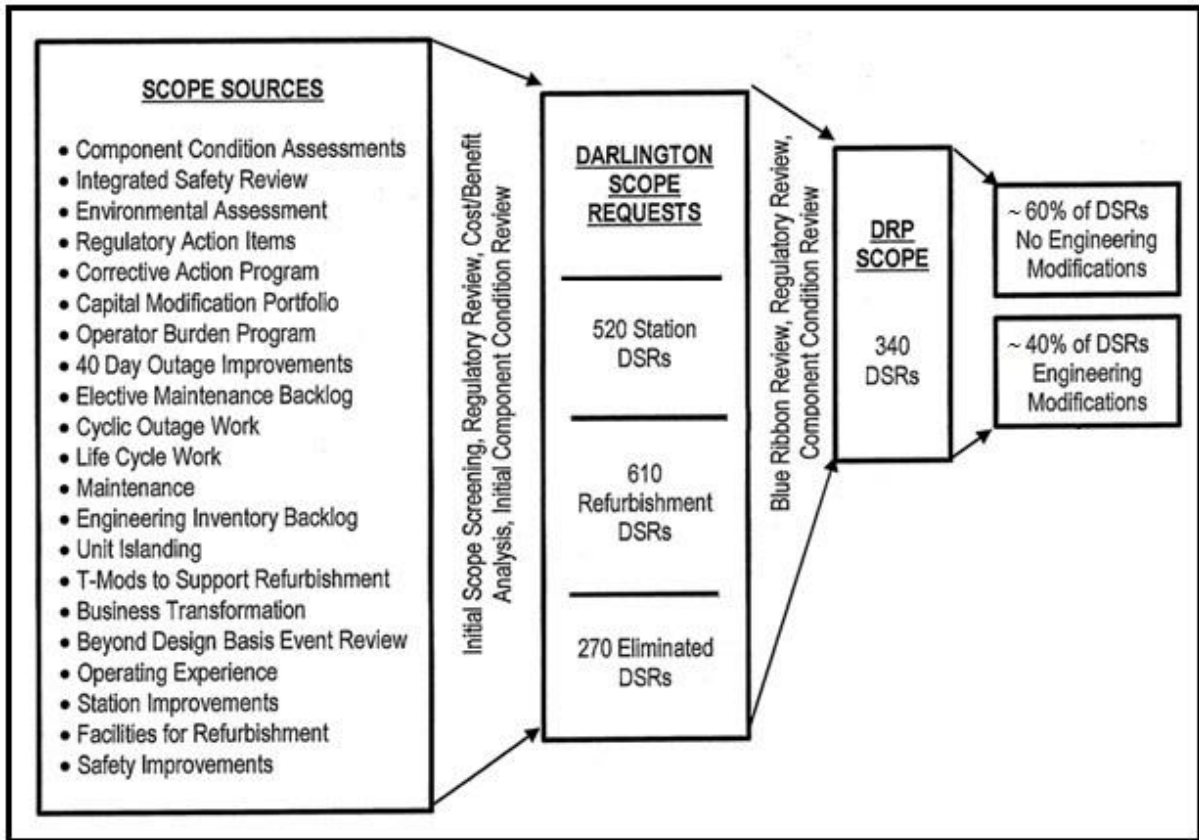 SCOPE SOURCES
• Component Condition Assessments
• Integrated Safety Review
• Environmental Assessment
• Regulatory Action Items
• Corrective Action Program
• Capital Modification Portfolio
• Operator Burden Program
• 40 Day Outage Improvements
• Elective Maintenance Backlog
• Cyclic Outage Work
• Life Cycle Work
• Maintenance
• Engineering Inventory Backlog
• Unit Islanding
• T-Mods to Support Refurbishment
• Business Transformation
• Beyond Design Basis Event Review
• Operating Experience
• Station Improvements
• Facilities for Refurbishment
• Safety Improvements
Initial Scope Screening, Regulatory Review, Cost/Benefit
Analysis, Initial Component Condition Review
DARLINGTON
SCOPE
REQUESTS
520 Station
DSRs
610
Refurbishment
DSRs
270 Eliminated
DSRs
Blue Ribbon Review, Regulatory Review,
Component Condition Review
DRP
SCOPE
340
DSRs
~ 60% of DSRs
No Engineering
Modifications
~ 40% of DSRs
Engineering
Modifications